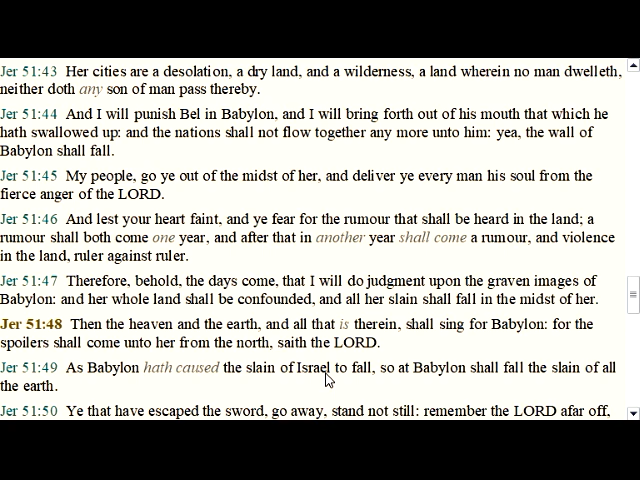 Jer 51:43 Her cities are a desolation, a dry land, and a wilderness, a land wherein no man dwelleth,
neither doth any son of man pass thereby.
Jer 51:44 And I will punish Bel in Babylon, and I will bring forth out of his mouth that which he
hath swallowed up: and the nations shall not flow together any more unto him: yea, the wall of
Babylon shall fall.
Jer 51:45 My people, go ye out of the midst of her, and deliver ye every man his soul from the
fierce anger of the LORD.
Jer 51:46 And lest your heart faint, and ye fear for the rumour that shall be heard in the land; a
rumour shall both come one year, and after that in another year shall come a rumour, and violence
in the land, ruler against ruler.
Jer 51:47 Therefore, behold, the days come, that I will do judgment upon the graven images of
Babylon: and her whole land shall be confounded, and all her slain shall fall in the midst of her.
Jer 51:48 Then the heaven and the earth, and all that is therein, shall sing for Babylon: for the
spoilers shall come unto her from the north, saith the LORD.
Jer 51:49 As Babylon hath caused the slain of Israel to fall, so at Babylon shall fall the slain of all
the earth.
Jer 51:50 Ye that have escaped the sword, go away, stand not still: remember the LORD afar off,